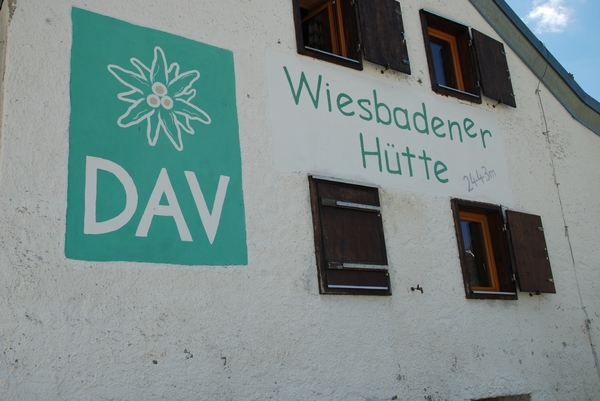 DAV
Wiesbadener
Hütte
2443m